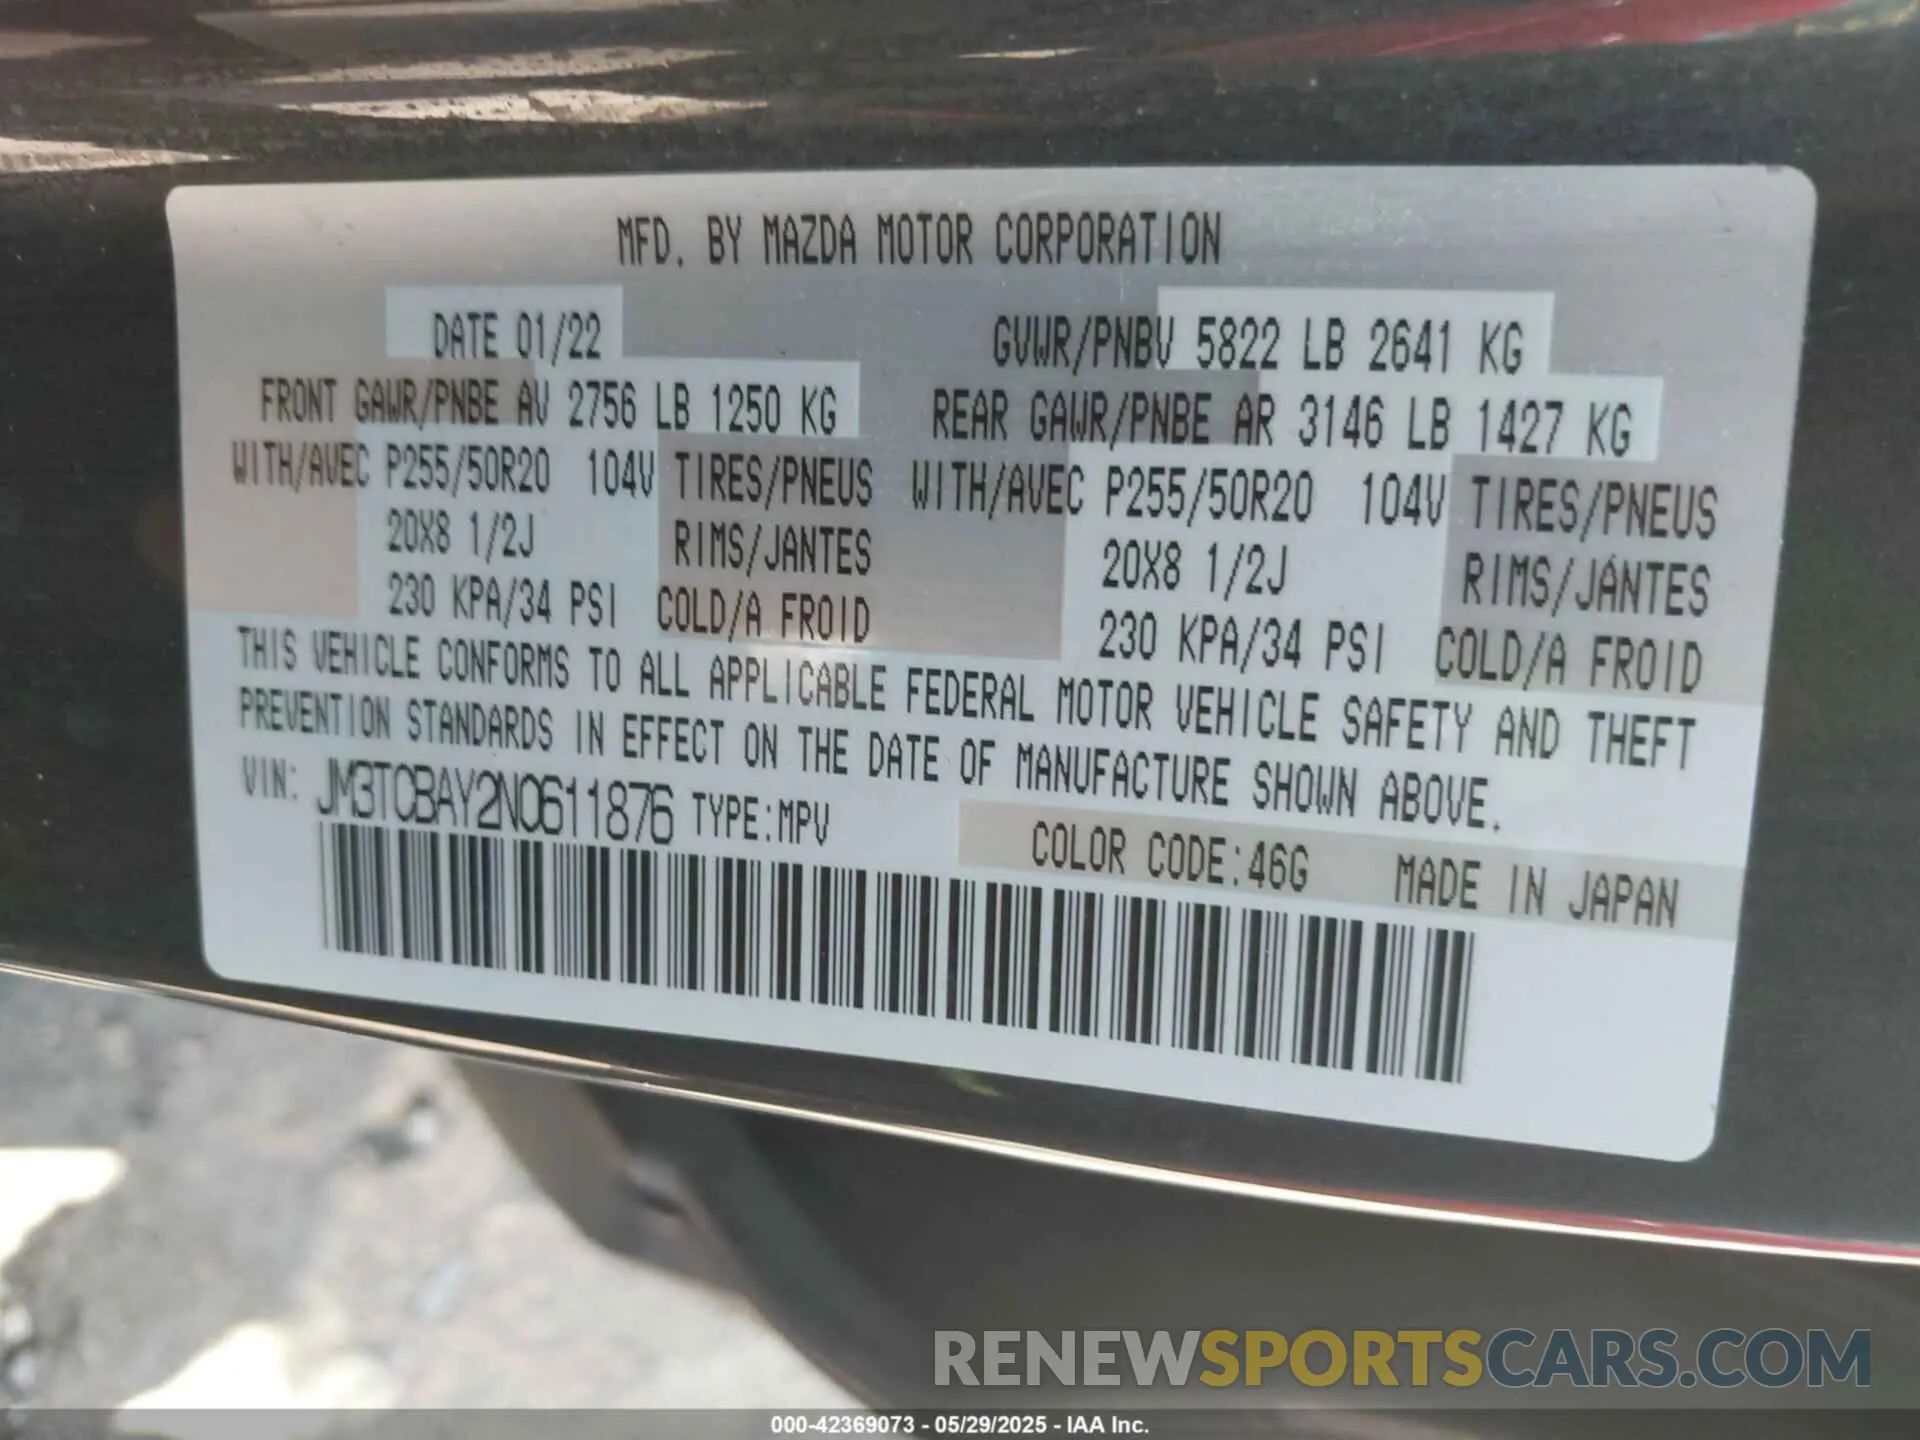 MFD. BY MAZDA MOTOR CORPORATION
DATE 01/22 GVWR/PNBV 5822 LB 2641 KG
FRONT GAWR/PNBE AV 2756 LB 1250 KG REAR GAWR/PNBE AR 3146 LB 1427 KG
WITH/AVEC P255/50R20 104V TIRES/PNEUS WITH/AVEC P255/50R20 104V TIRES/PNEUS
20X8 1/2J RIMS/JANTES 20X8 1/2J RIMS/JANTES
230 KPA/34 PSI COLD/A FROID 230 KPA/34 PSI COLD/A FROID
THIS VEHICLE CONFORMS TO ALL APPLICABLE FEDERAL MOTOR VEHICLE SAFETY AND THEFT
PREVENTION STANDARDS IN EFFECT ON THE DATE OF MANUFACTURE SHOWN ABOVE.
VIN: JM3TCBAY2N0611876 TYPE:MPV
COLOR CODE:46G MADE IN JAPAN
RENEWSPORTSCARS.COM
000-42369073 - 05/29/2025 - IAA Inc.